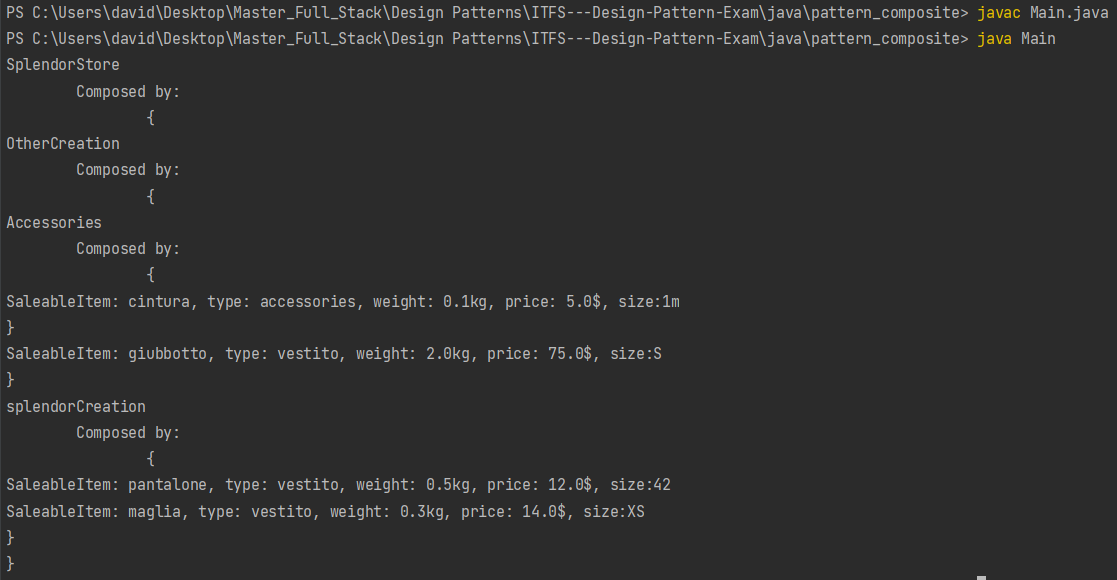 PS C:\Users\david\Desktop\Master_Full_Stack\Design Patterns\ITFS---Design-Pattern-Exam\java\pattern_composite> javac Main.java
PS C:\Users\david\Desktop\Master_Full_Stack\Design Patterns\ITFS---Design-Pattern-Exam\java\pattern_composite> java Main
SplendorStore
        Composed by:
                {
OtherCreation
        Composed by:
                {
Accessories
        Composed by:
                {
SaleableItem: cintura, type: accessories, weight: 0.1kg, price: 5.0$, size:1m
}
SaleableItem: giubbotto, type: vestito, weight: 2.0kg, price: 75.0$, size:S
}
splendorCreation
        Composed by:
                {
SaleableItem: pantalone, type: vestito, weight: 0.5kg, price: 12.0$, size:42
SaleableItem: maglia, type: vestito, weight: 0.3kg, price: 14.0$, size:XS
}
}